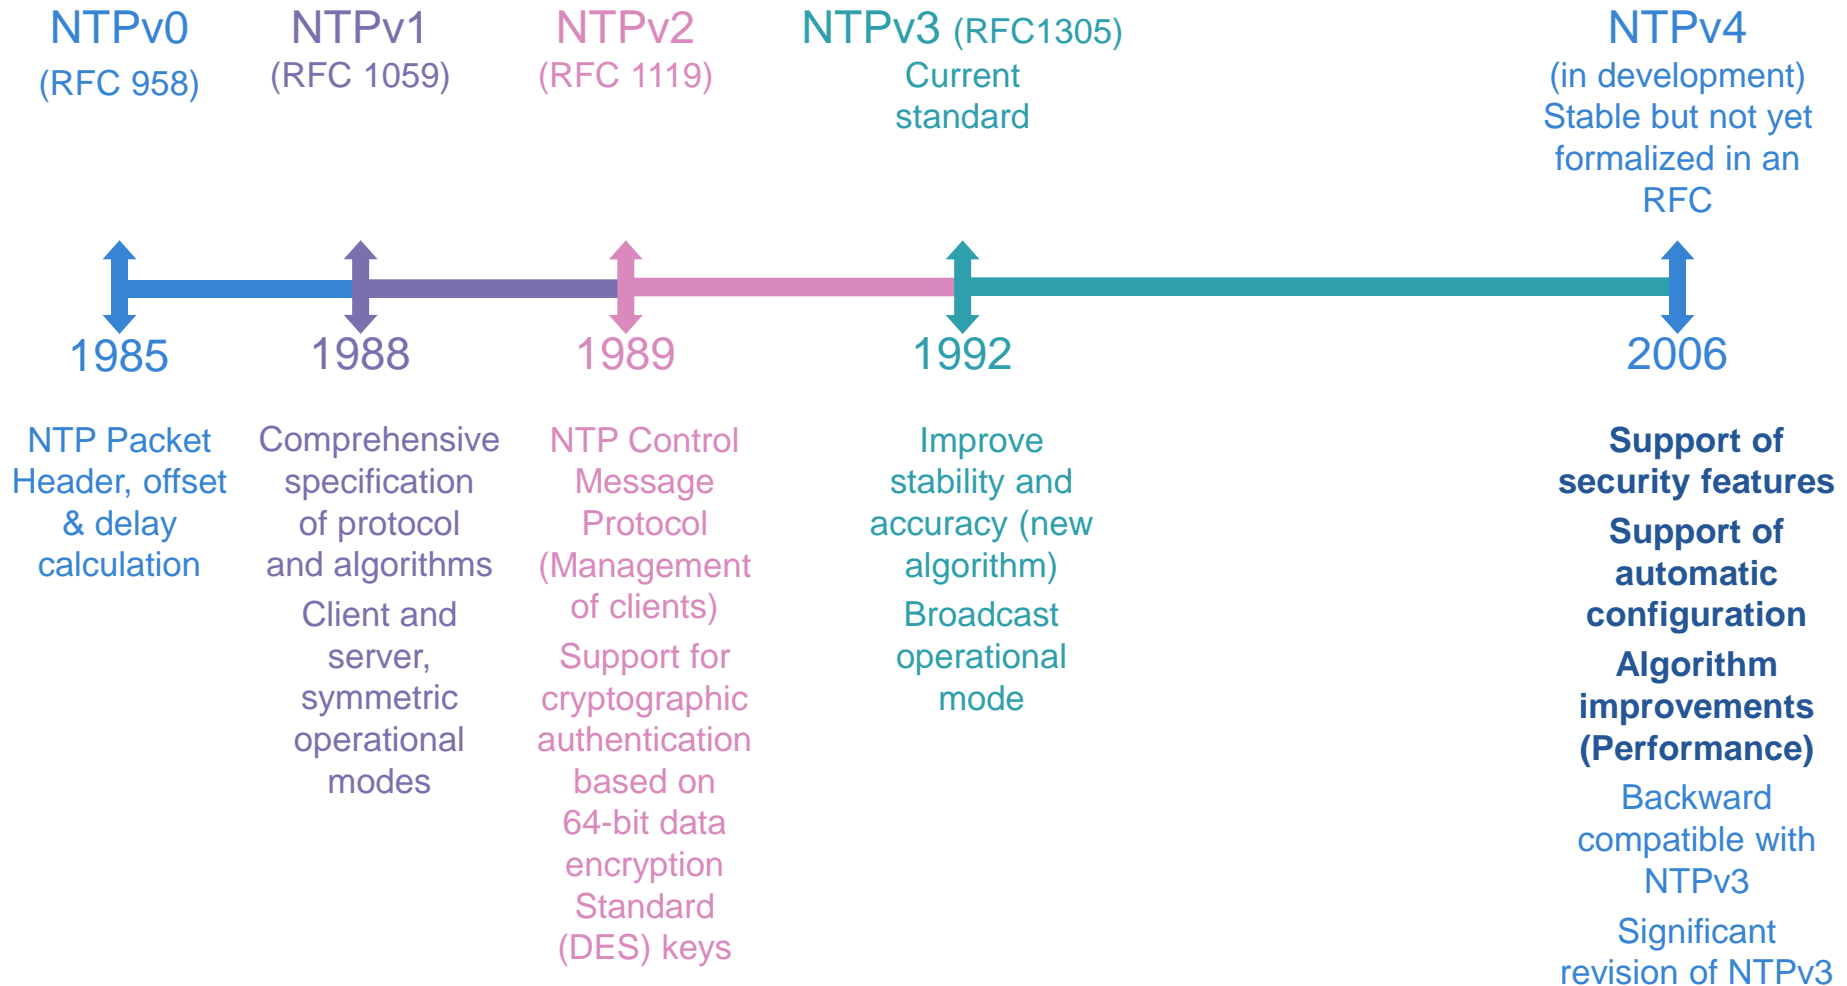 NTPv0
(RFC 958)
NTPv1
(RFC 1059)
NTPv2
(RFC 1119)
NTPv3 (RFC1305)
Current
standard
NTPv4
(in development)
Stable but not yet
formalized in an
RFC
1985
1988
1989
1992
2006
NTP Packet
Header, offset
& delay
calculation
Comprehensive
specification
of protocol
and algorithms
Client and
server,
symmetric
operational
modes
NTP Control
Message
Protocol
(Management
of clients)
Support for
cryptographic
authentication
based on
64-bit data
encryption
Standard
(DES) keys
Improve
stability and
accuracy (new
algorithm)
Broadcast
operational
mode
Support of
security features
Support of
automatic
configuration
Algorithm
improvements
(Performance)
Backward
compatible with
NTPv3
Significant
revision of NTPv3